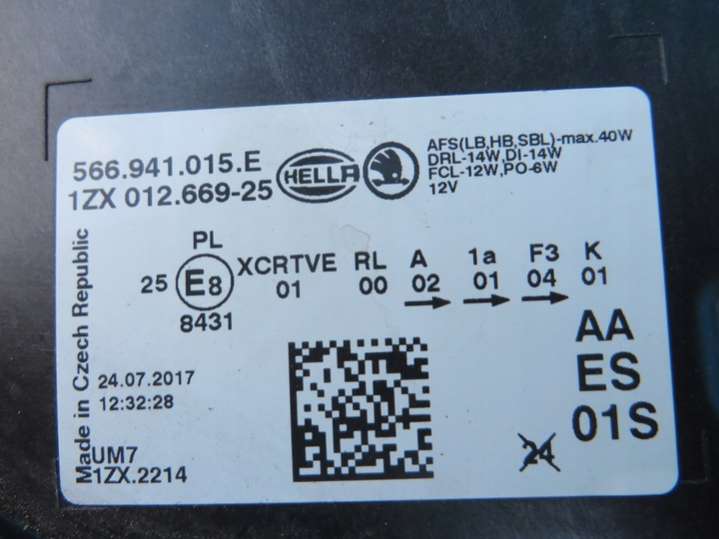 566.941.015.E
1ZX 012.669-25
HELLA
AFS(LB,HB,SBL)-max.40W
DRL-14W,DI-14W
FCL-12W,PO-6W
12V
PL
25 E8 XCRTVE RL A 1a F3 K
01 00 02 01 04 01
8431
Made in Czech Republic
24.07.2017
12:32:28
UM7
1ZX.2214
AA
ES
01S
24